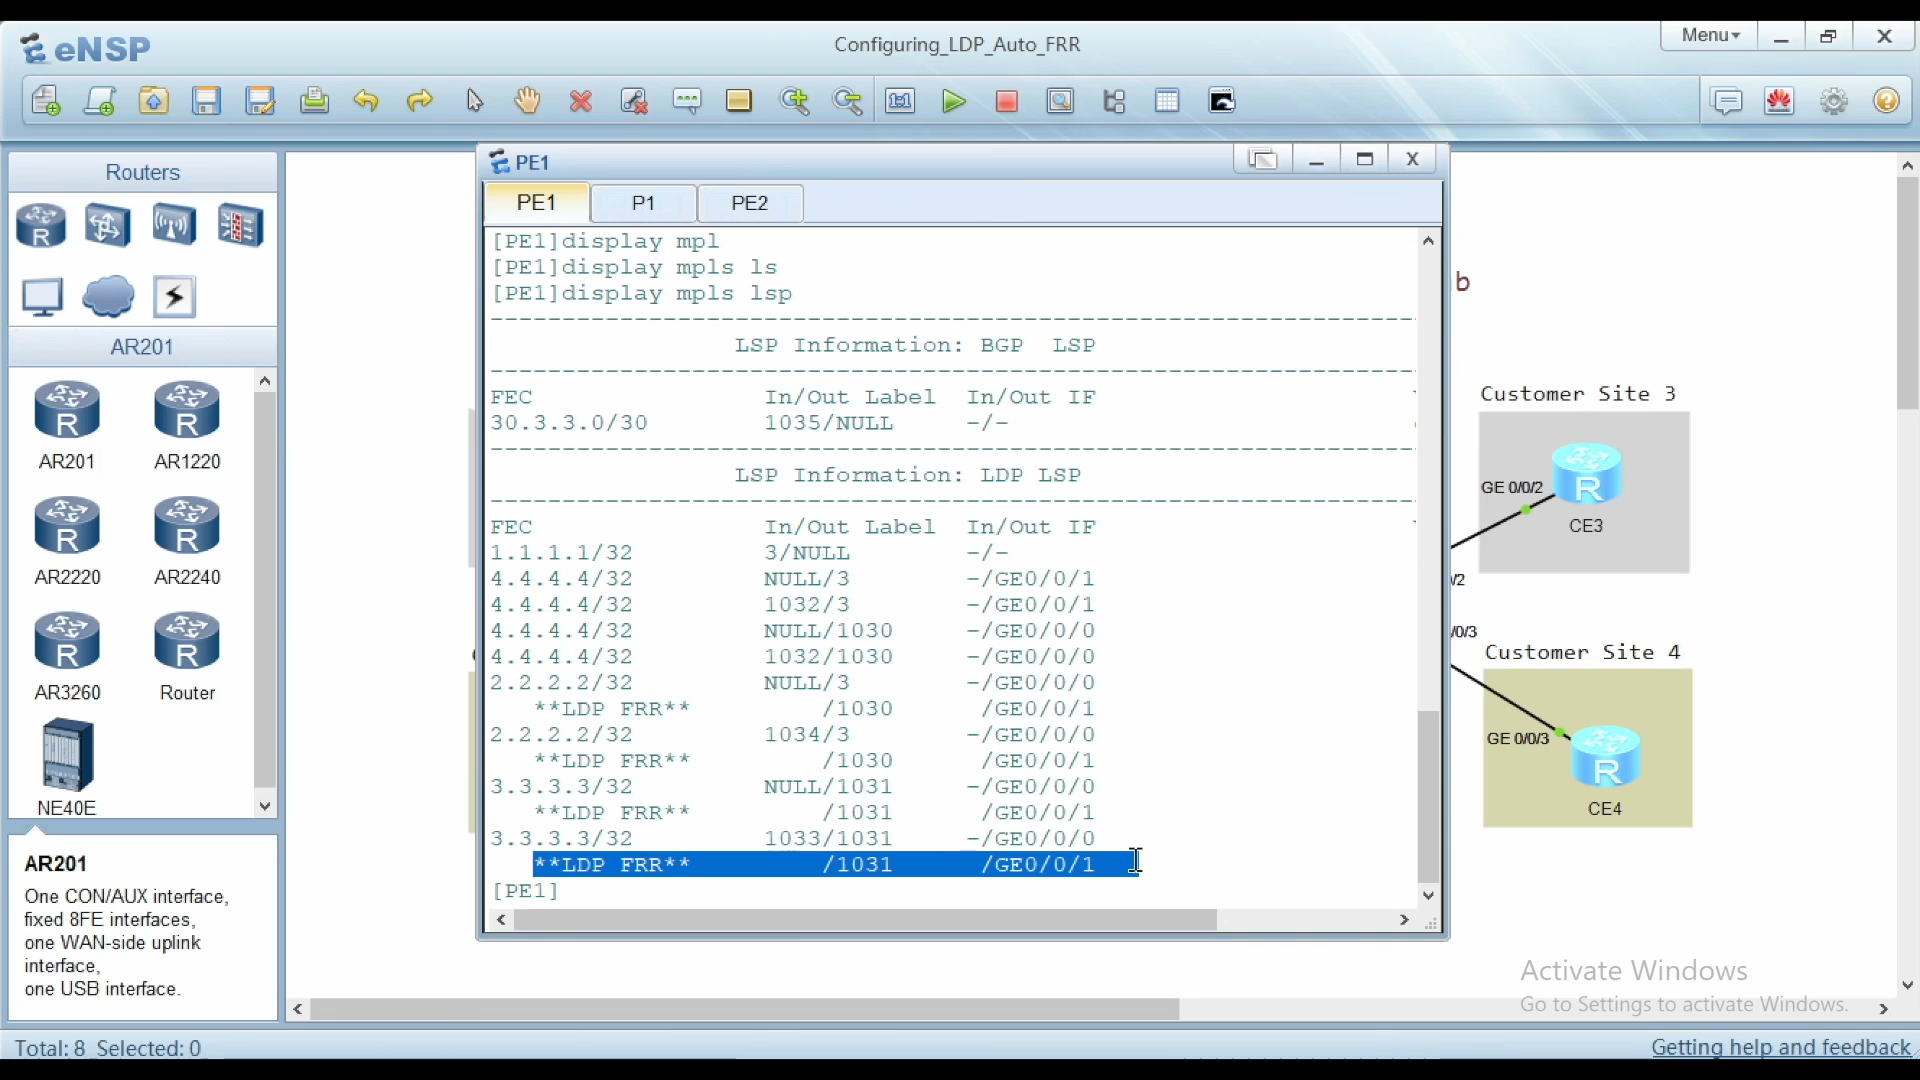 eNSP
Configuring_LDP_Auto_FRR
Menu
Routers
AR201
AR201 AR1220
AR2220 AR2240
AR3260 Router
NE40E
AR201
One CON/AUX interface,
fixed 8FE interfaces,
one WAN-side uplink
interface,
one USB interface.
PE1
PE1 P1 PE2
[PE1]display mpl
[PE1]display mpls ls
[PE1]display mpls lsp
--------------------------------------------------------------
LSP Information: BGP  LSP
--------------------------------------------------------------
FEC In/Out Label In/Out IF
30.3.3.0/30 1035/NULL -/-
--------------------------------------------------------------
LSP Information: LDP LSP
--------------------------------------------------------------
FEC In/Out Label In/Out IF
1.1.1.1/32 3/NULL -/-
4.4.4.4/32 NULL/3 -/GE0/0/1
4.4.4.4/32 1032/3 -/GE0/0/1
4.4.4.4/32 NULL/1030 -/GE0/0/0
4.4.4.4/32 1032/1030 -/GE0/0/0
2.2.2.2/32 NULL/3 -/GE0/0/0
**LDP FRR** /1030 /GE0/0/1
2.2.2.2/32 1034/3 -/GE0/0/0
**LDP FRR** /1030 /GE0/0/1
3.3.3.3/32 NULL/1031 -/GE0/0/0
**LDP FRR** /1031 /GE0/0/1
3.3.3.3/32 1033/1031 -/GE0/0/0
**LDP FRR** /1031 /GE0/0/1
[PE1]
b
Customer Site 3
GE 0/0/2
CE3
/2
/0/3
Customer Site 4
GE 0/0/3
CE4
Activate Windows
Go to Settings to activate Windows.
Total: 8 Selected: 0
Getting help and feedback